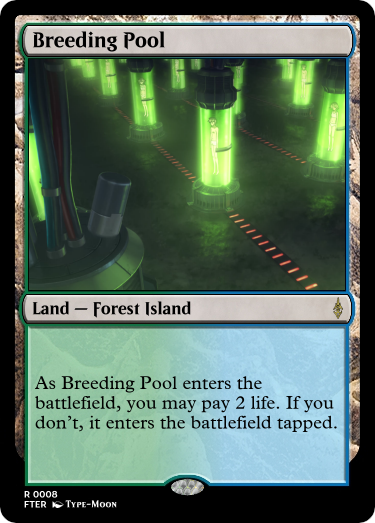 Breeding Pool
Land — Forest Island
As Breeding Pool enters the
battlefield, you may pay 2 life. If you
don't, it enters the battlefield tapped.
R 0008
FTER Type-Moon